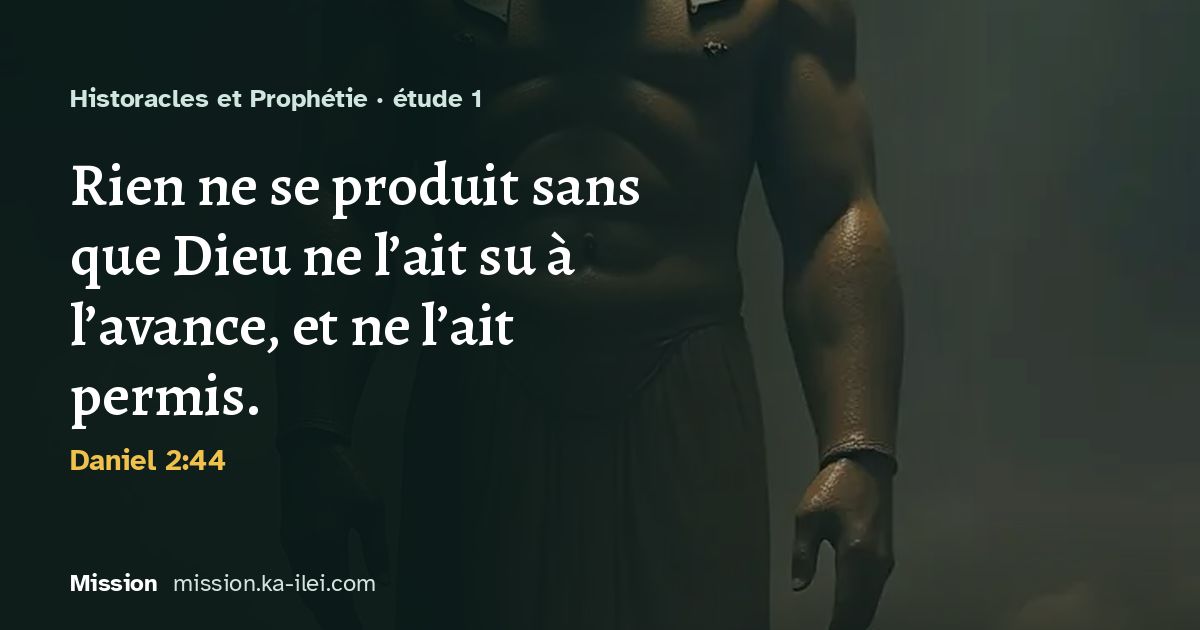 Historacles et Prophétie · étude 1
Rien ne se produit sans
que Dieu ne l’ait su à
l’avance, et ne l’ait
permis.
Daniel 2:44
Mission mission.ka-ilei.com